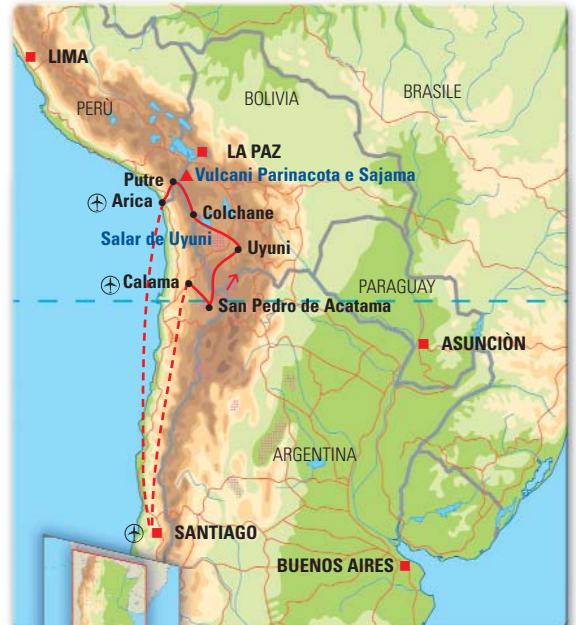 LIMA
BOLIVIA
BRASILE
PERÙ
LA PAZ
Vulcani Parinacota e Sajama
Putre
Arica
Colchane
Salar de Uyuni
Uyuni
Calama
PARAGUAY
San Pedro de Acatama
ASUNCIÒN
ARGENTINA
SANTIAGO
BUENOS AIRES